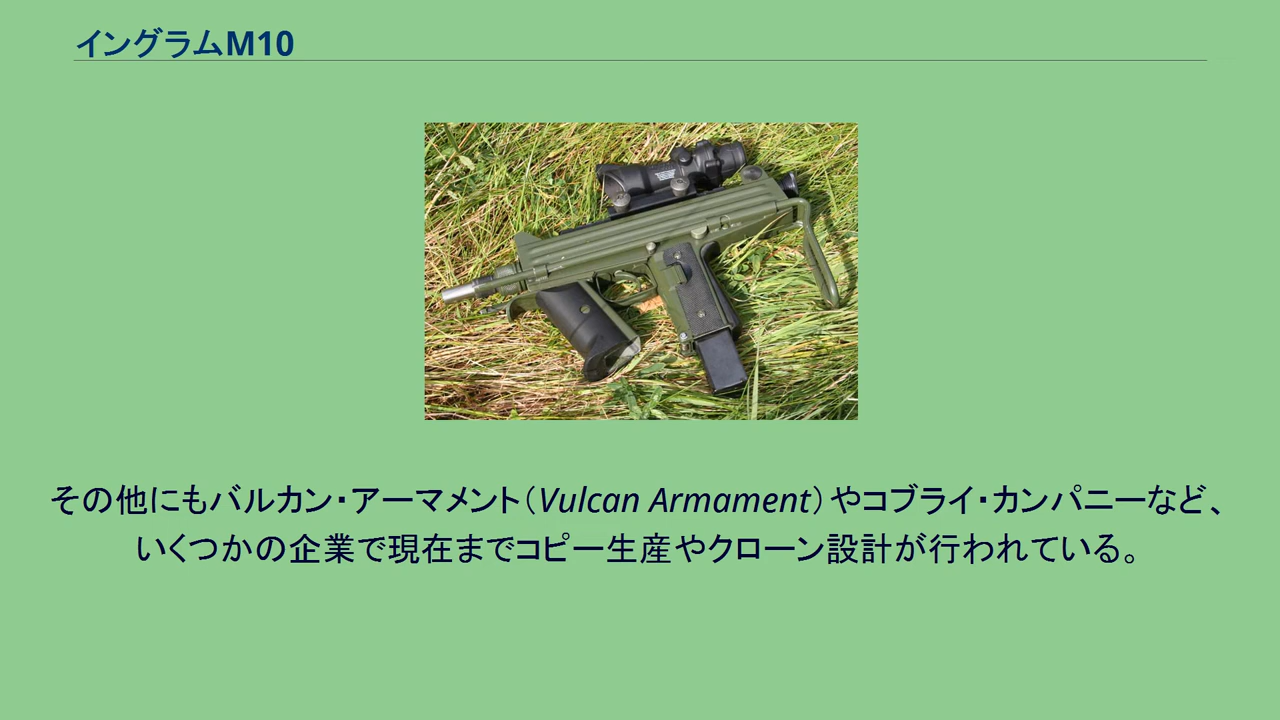 イングラムM10
その他にもバルカン・アーマメント（Vulcan Armament）やコブライ・カンパニーなど、
いくつかの企業で現在までコピー生産やクローン設計が行われている。